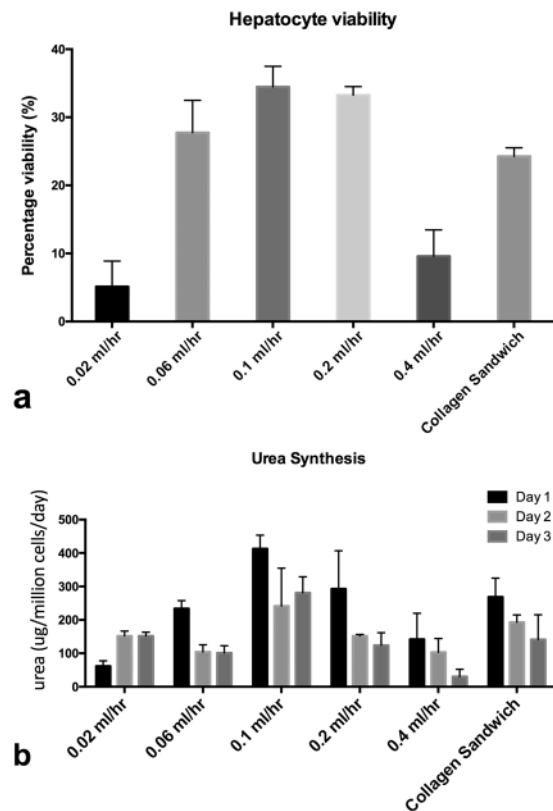 Hepatocyte viability
Percentage viability (%)
40
30
20
10
0
0.02 ml/hr
0.06 ml/hr
0.1 ml/hr
0.2 ml/hr
0.4 ml/hr
Collagen Sandwich
a
Urea Synthesis
Day 1
Day 2
Day 3
urea (ug/million cells/day)
500
400
300
200
100
0
0.02 ml/hr
0.06 ml/hr
0.1 ml/hr
0.2 ml/hr
0.4 ml/hr
Collagen Sandwich
b